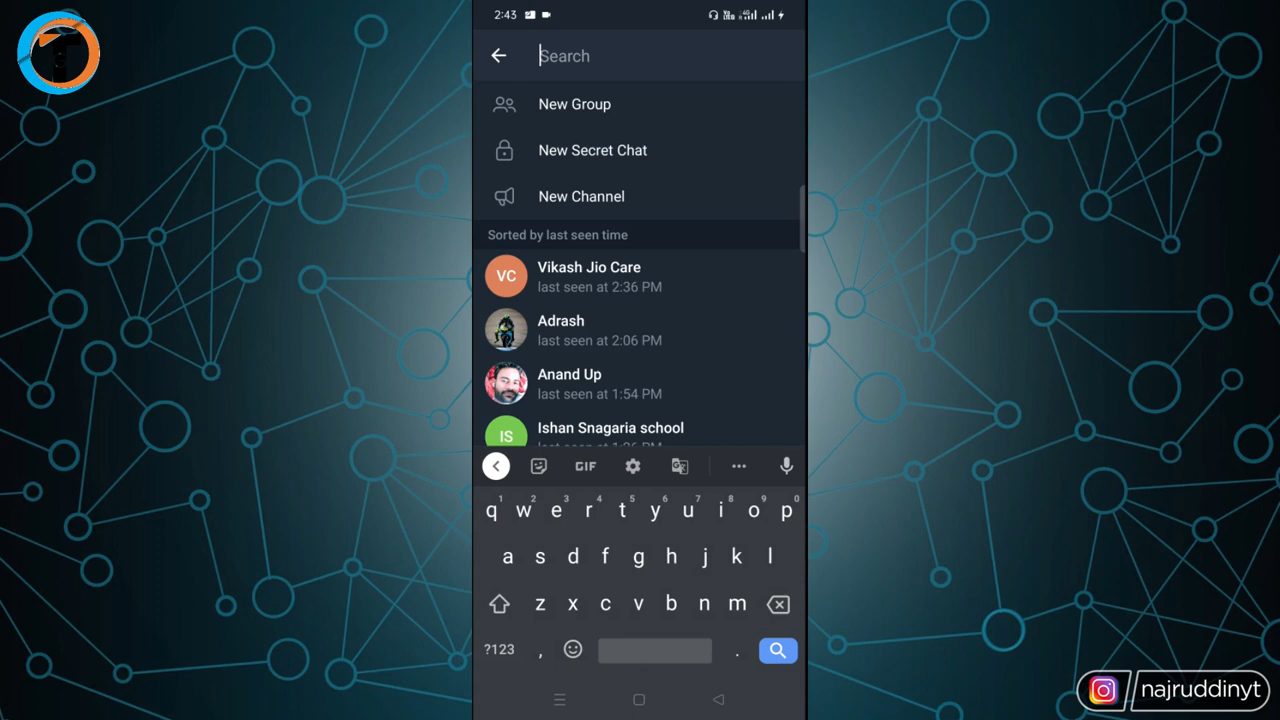 2:43
Search
New Group
New Secret Chat
New Channel
Sorted by last seen time
VC
Vikash Jio Care
last seen at 2:36 PM
Adrash
last seen at 2:06 PM
Anand Up
last seen at 1:54 PM
IS
Ishan Snagaria school
GIF
1 2 3 4 5 6 7 8 9 0
q w e r t y u i o p
a s d f g h j k l
z x c v b n m
?123 , .
najruddinyt